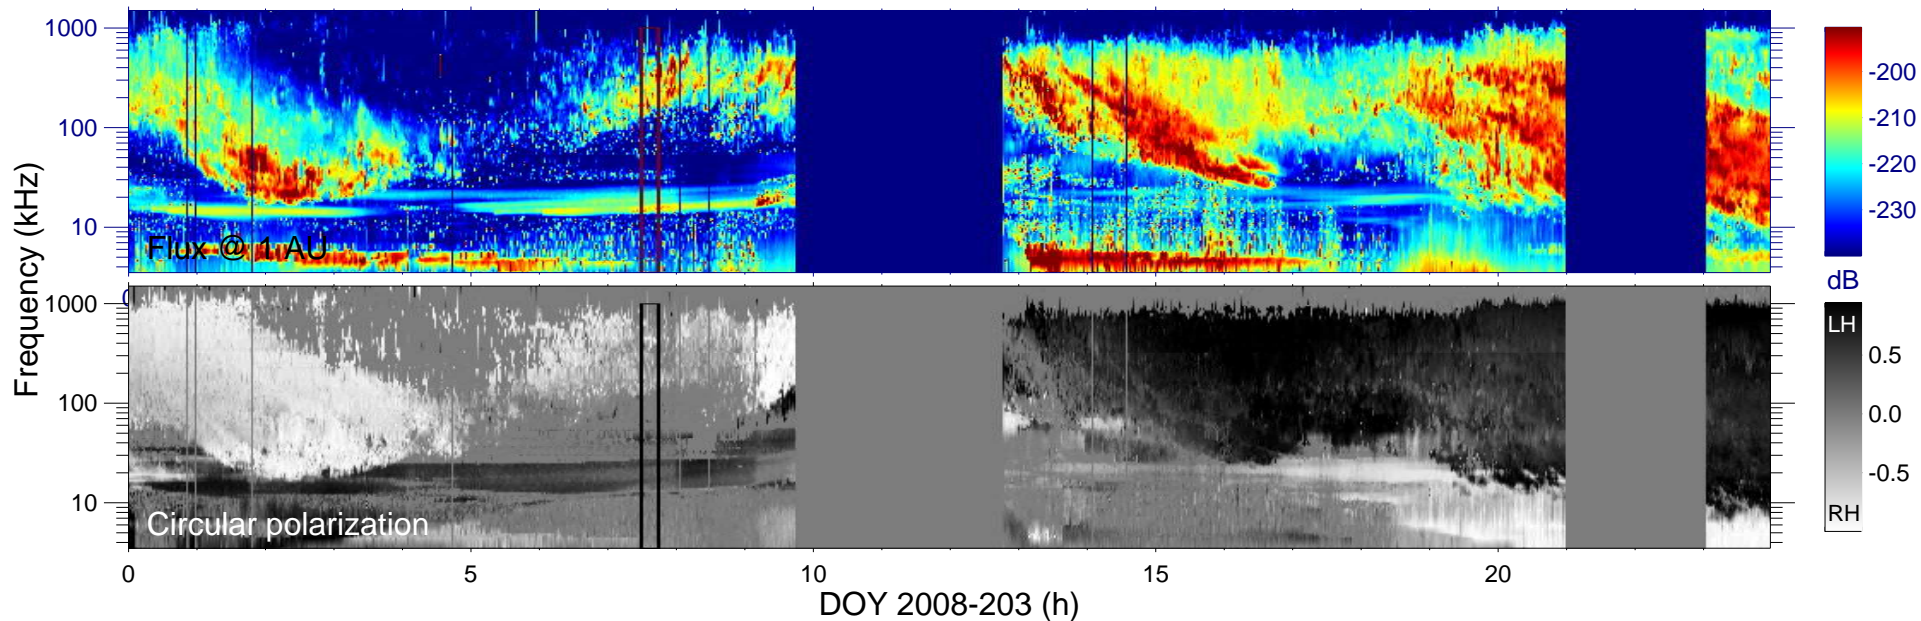 1000
100
10
Flux @ 1 AU
-200
-210
-220
-230
dB
Frequency (kHz)
1000
100
10
Circular polarization
LH
0.5
0.0
-0.5
RH
0 5 10 15 20
DOY 2008-203 (h)